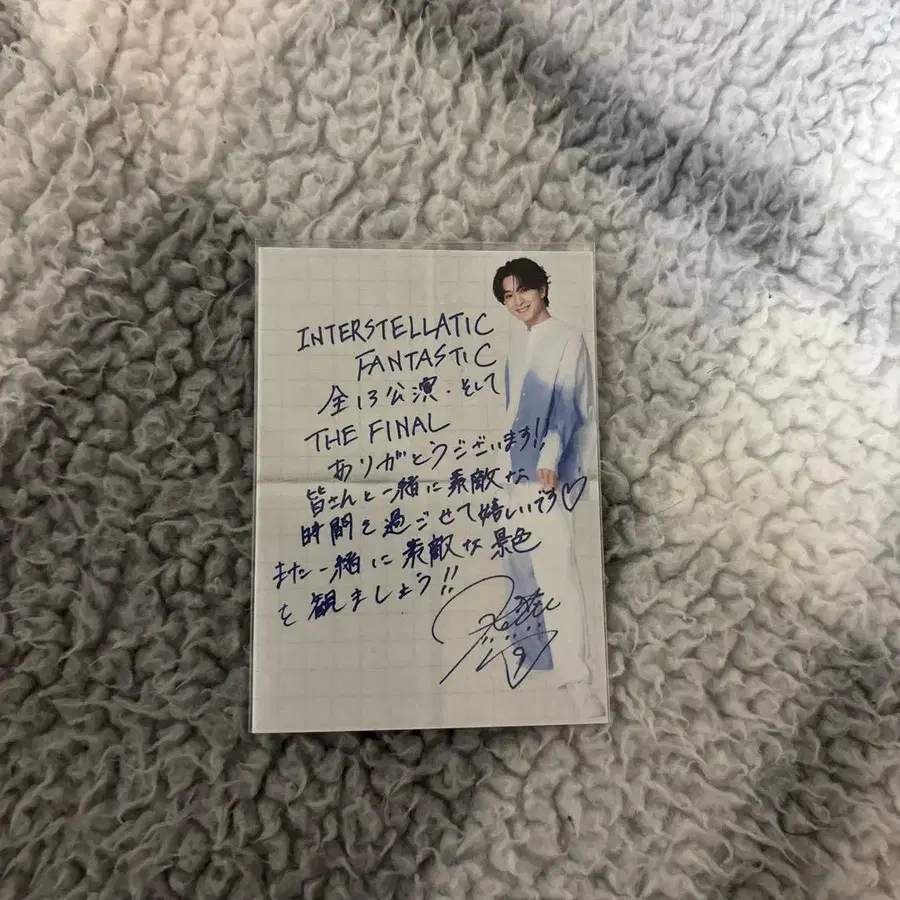 INTERSTELLATIC
FANTASTIC
全13公演．そして
THE FINAL
ありがとうございます!!
皆さんと一緒に素敵な
時間を過ごせて嬉しいです♡
また一緒に素敵な景色
を観ましょう!!